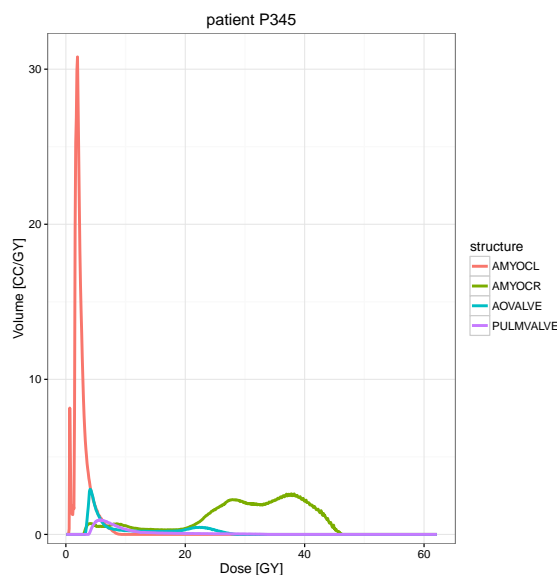 patient P345
Volume [CC/GY]
30
20
10
0
0 20 40 60
Dose [GY]
structure
AMYOCL
AMYOCR
AOVALVE
PULMVALVE